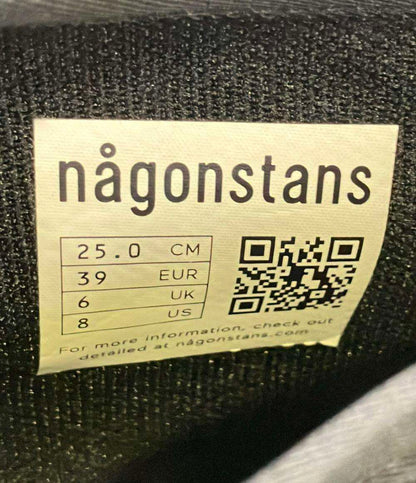 någonstans
25.0 CM
39 EUR
6 UK
8 US
For more information, check out
detailed at någonstans.com